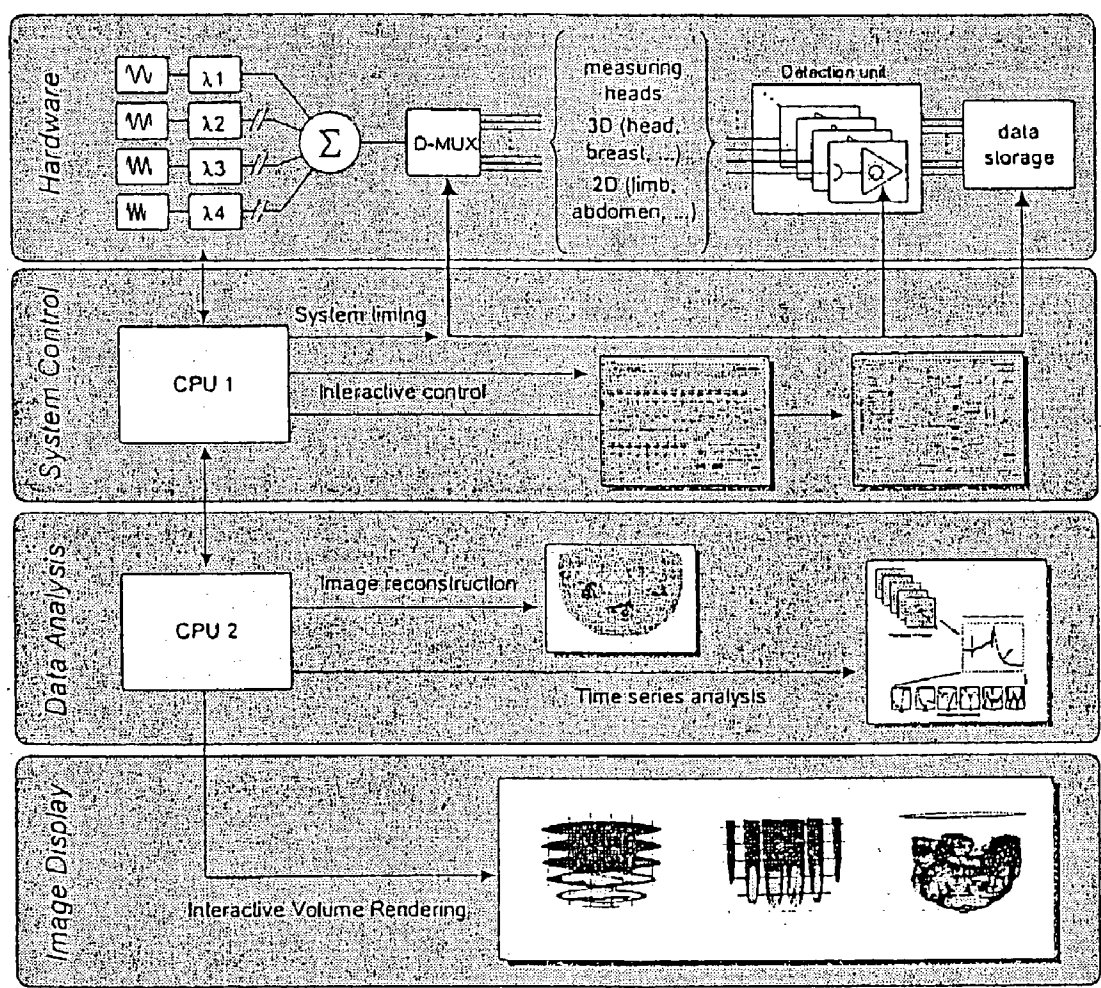 Hardware
λ1
λ2
λ3
λ4
Σ
D-MUX
measuring
heads
3D (head,
breast, ...)
2D (limb,
abdomen, ...)
Detection unit
data
storage
System Control
CPU 1
System timing
Interactive control
Data Analysis
CPU 2
Image reconstruction
Time series analysis
Image Display
Interactive Volume Rendering